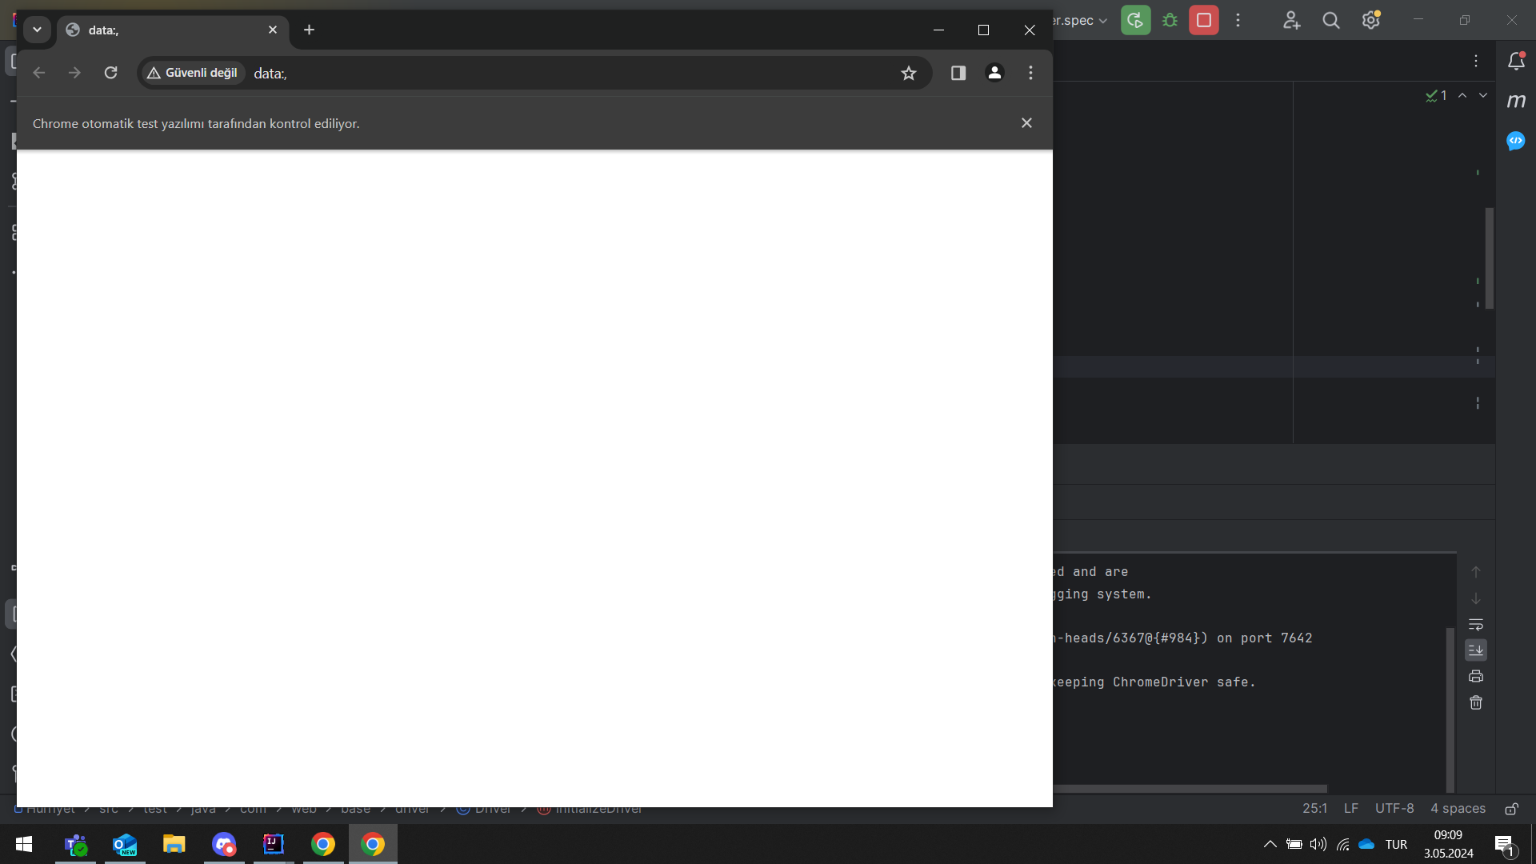 data:,
er.spec
Güvenli değil
data:,
1
m
Chrome otomatik test yazılımı tarafından kontrol ediliyor.
ed and are
gging system.
n-heads/6367@{#984}) on port 7642
keeping ChromeDriver safe.
Hurriyet > src > test > java > com > web > base > driver > Driver > initializeDriver
25:1 LF UTF-8 4 spaces
TUR
09:09
3.05.2024
1